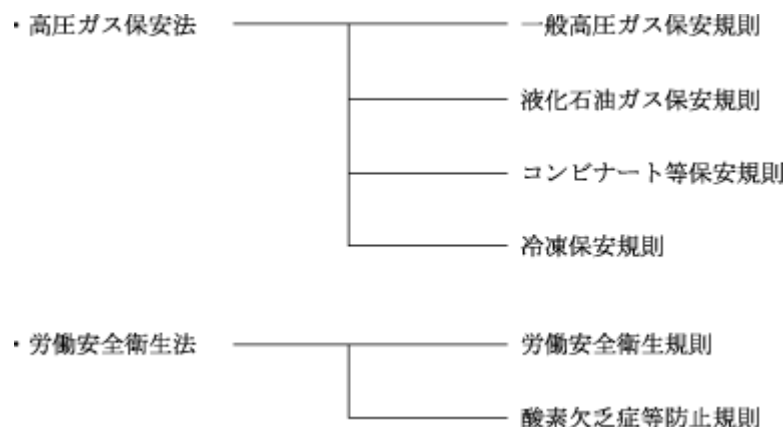 ・高圧ガス保安法
一般高圧ガス保安規則
液化石油ガス保安規則
コンビナート等保安規則
冷凍保安規則
・労働安全衛生法
労働安全衛生規則
酸素欠乏症等防止規則